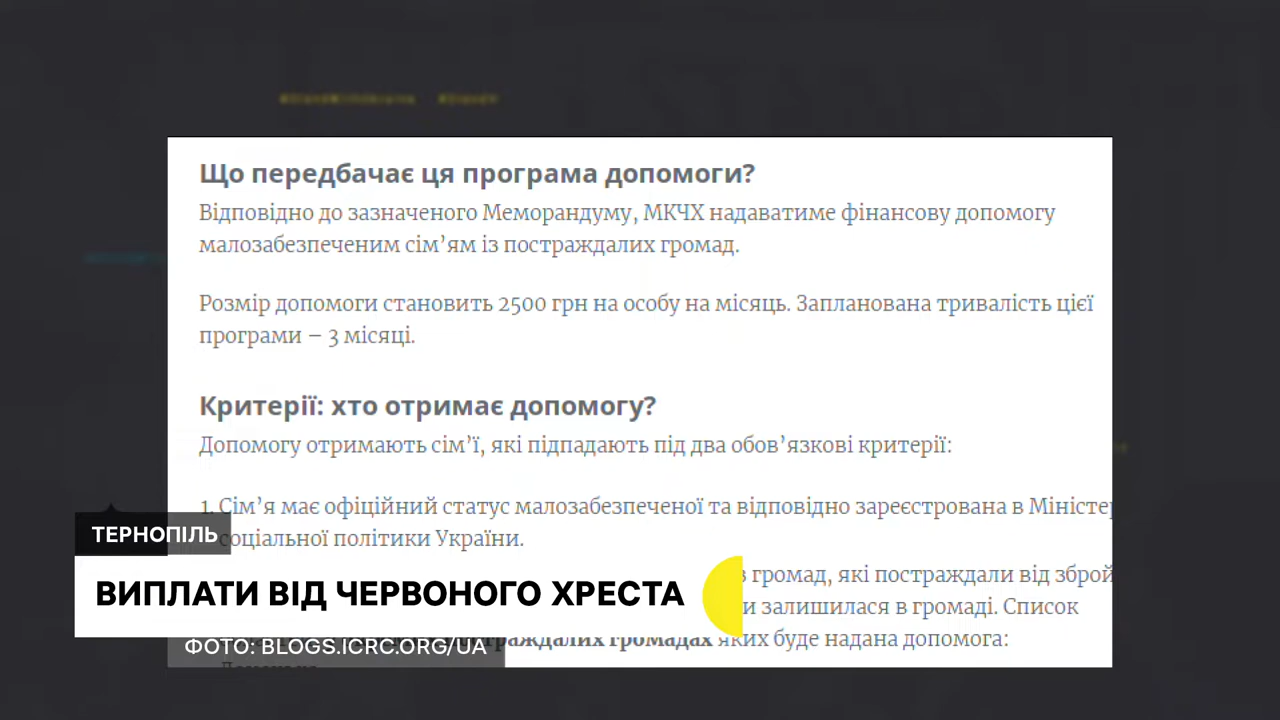 Що передбачає ця програма допомоги?
Відповідно до зазначеного Меморандуму, МКЧХ надаватиме фінансову допомогу
малозабезпеченим сім’ям із постраждалих громад.
Розмір допомоги становить 2500 грн на особу на місяць. Запланована тривалість цієї
програми – 3 місяці.
Критерії: хто отримає допомогу?
Допомогу отримають сім’ї, які підпадають під два обов’язкові критерії:
1. Сім’я має офіційний статус малозабезпеченої та відповідно зареєстрована в Міністер
соціальної політики України.
громад, які постраждали від зброй
и залишилася в громаді. Список
громадах яких буде надана допомога:
ТЕРНОПІЛЬ
ВИПЛАТИ ВІД ЧЕРВОНОГО ХРЕСТА
ФОТО: BLOGS.ICRC.ORG/UA